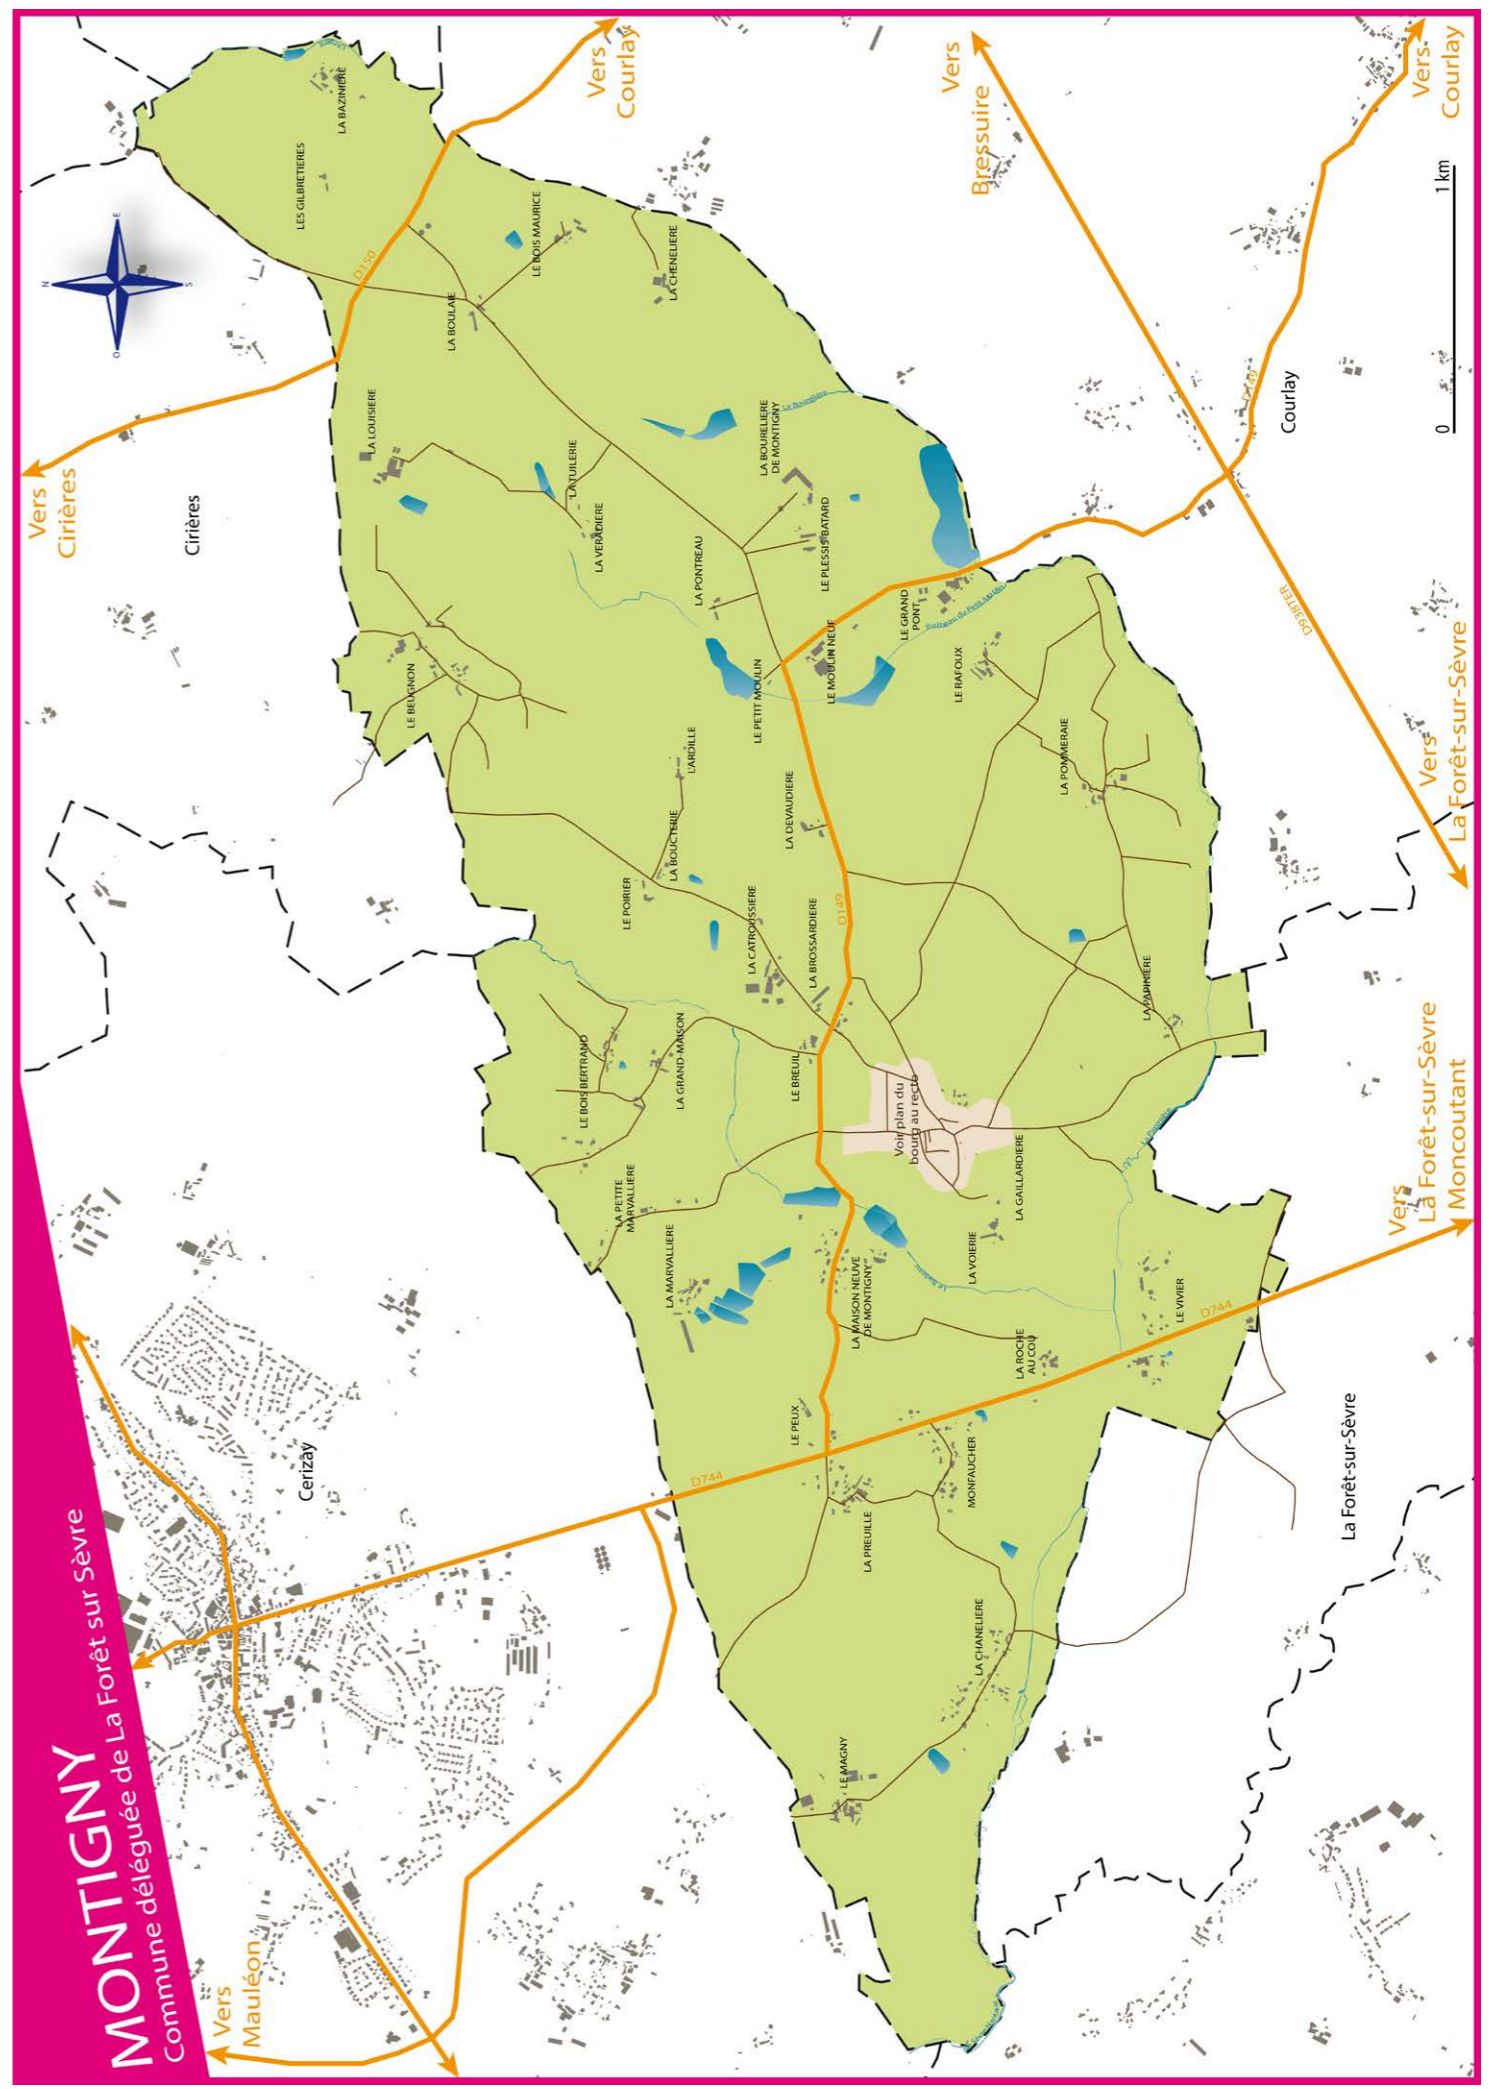 MONTIGNY
Commune déléguée de La Forêt sur Sèvre
Vers
Mauléon
Cerizay
Vers
Cirières
Cirières
N
O
E
S
Vers
Courlay
Vers
Bressuire
Vers
Courlay
Courlay
0
1 km
Vers
La Forêt-sur-Sèvre
Vers
La Forêt-sur-Sèvre
Moncoutant
La Forêt-sur-Sèvre
D150
D149
D149
D938TER
D744
D744
LA BAZINIERE
LES GILBRETIERES
LE BOIS MAURICE
LA CHENELIERE
LA BOULAIE
LA LOUISIERE
LA TUILERIE
LA VERADIERE
LA BOURELIERE
DE MONTIGNY
LE PLESSIS-BATARD
LA PONTREAU
LE GRAND
PONT
LE MOULIN NEUF
LE PETIT MOULIN
LE RAFOUX
LE BEUGNON
L'ARDILLE
LA BOUCTERIE
LA DEVAUDIERE
LA POMMERAIE
LE POIRIER
LA CATROUSSIERE
LA BROSSARDIERE
LA PAPINIERE
LE BOIS BERTRAND
LA GRAND-MAISON
LE BREUIL
Voir plan du
bourg au recto
LA GAILLARDIERE
LA PETITE
MARVALLIERE
LA MARVALLIERE
LA MAISON NEUVE
DE MONTIGNY
LA VOIERIE
LE VIVIER
LA ROCHE
AU COU
LE PEUX
MONFAUCHER
LA PREUILLE
LA CHANELIERE
LE MAGNY